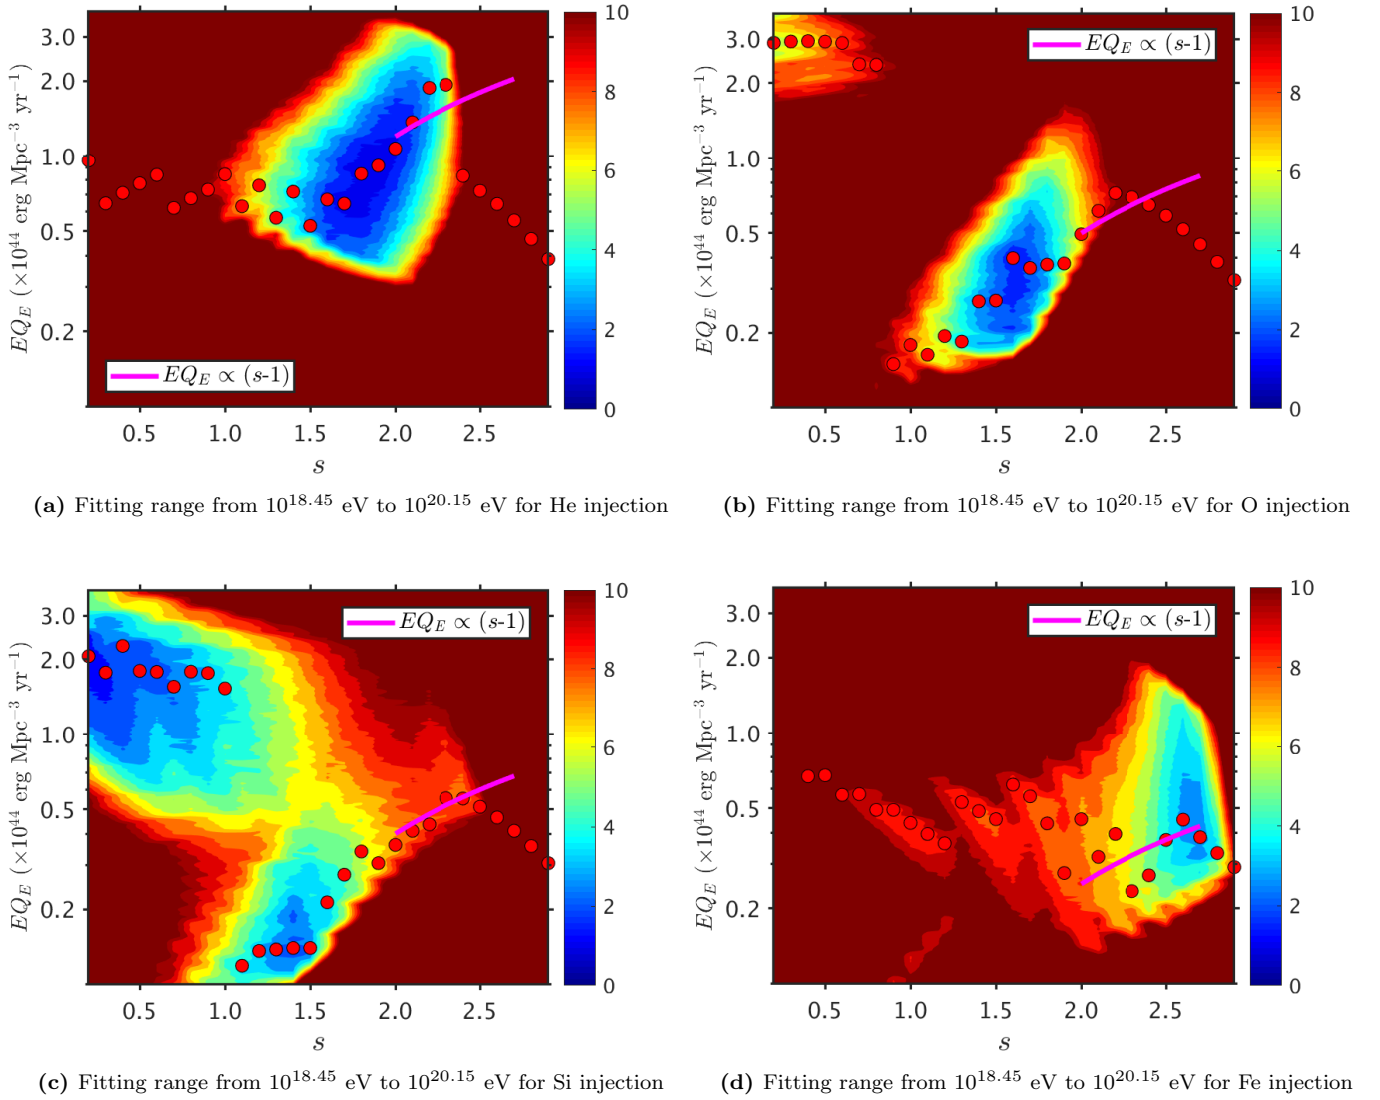 EQ_E (×10^44 erg Mpc^−3 yr^−1)
3.0
2.0
1.0
0.5
0.2
EQ_E ∝ (s-1)
0.5 1.0 1.5 2.0 2.5
s
10
8
6
4
2
0
(a) Fitting range from 10^18.45 eV to 10^20.15 eV for He injection
EQ_E (×10^44 erg Mpc^−3 yr^−1)
3.0
2.0
1.0
0.5
0.2
EQ_E ∝ (s-1)
0.5 1.0 1.5 2.0 2.5
s
10
8
6
4
2
0
(b) Fitting range from 10^18.45 eV to 10^20.15 eV for O injection
EQ_E (×10^44 erg Mpc^−3 yr^−1)
3.0
2.0
1.0
0.5
0.2
EQ_E ∝ (s-1)
0.5 1.0 1.5 2.0 2.5
s
10
8
6
4
2
0
(c) Fitting range from 10^18.45 eV to 10^20.15 eV for Si injection
EQ_E (×10^44 erg Mpc^−3 yr^−1)
3.0
2.0
1.0
0.5
0.2
EQ_E ∝ (s-1)
0.5 1.0 1.5 2.0 2.5
s
10
8
6
4
2
0
(d) Fitting range from 10^18.45 eV to 10^20.15 eV for Fe injection